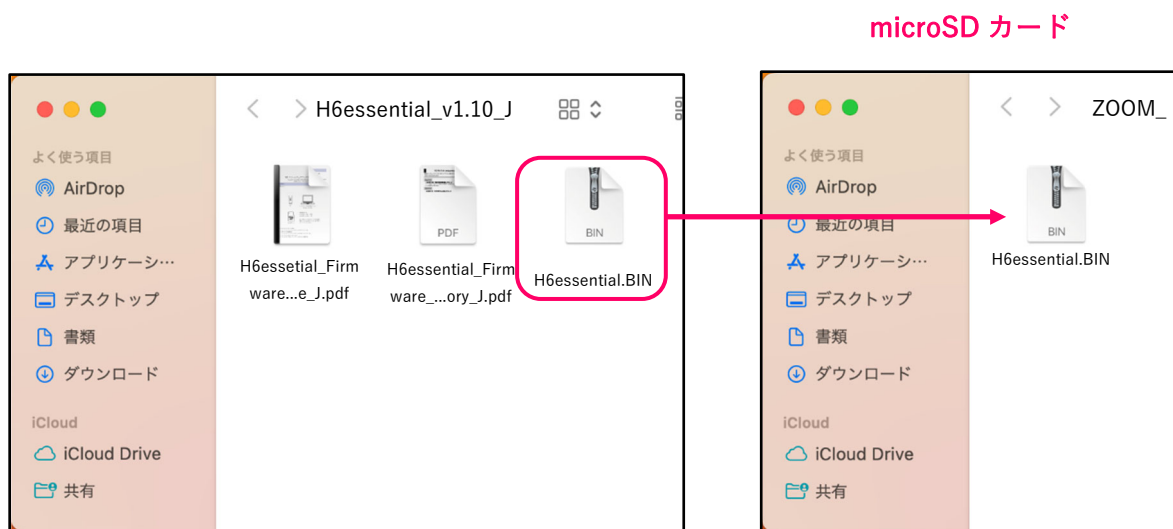 microSD カード
H6essential_v1.10_J
よく使う項目
AirDrop
最近の項目
アプリケーシ…
デスクトップ
書類
ダウンロード
iCloud
iCloud Drive
共有
PDF
BIN
H6essetial_Firm
ware...e_J.pdf
H6essential_Firm
ware_...ory_J.pdf
H6essential.BIN
ZOOM_
よく使う項目
AirDrop
最近の項目
アプリケーシ…
デスクトップ
書類
ダウンロード
iCloud
iCloud Drive
共有
BIN
H6essential.BIN